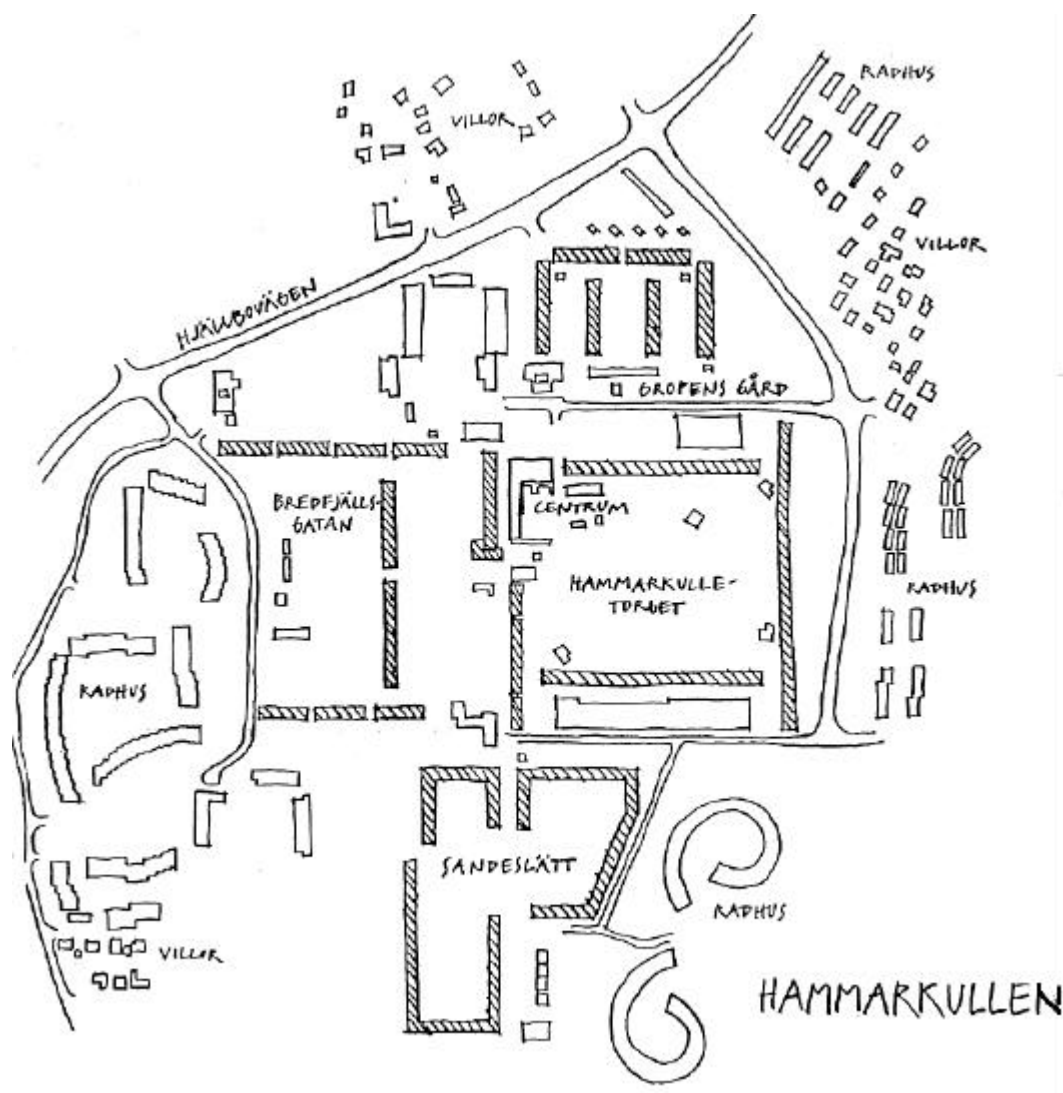 RADHUS
VILLOR
VILLOR
HJÄLLBOVÄGEN
GROPENS GÅRD
BREDFJÄLLS-
GATAN
CENTRUM
HAMMARKULLE-
TORGET
RADHUS
RADHUS
SANDESLÄTT
RADHUS
VILLOR
HAMMARKULLEN